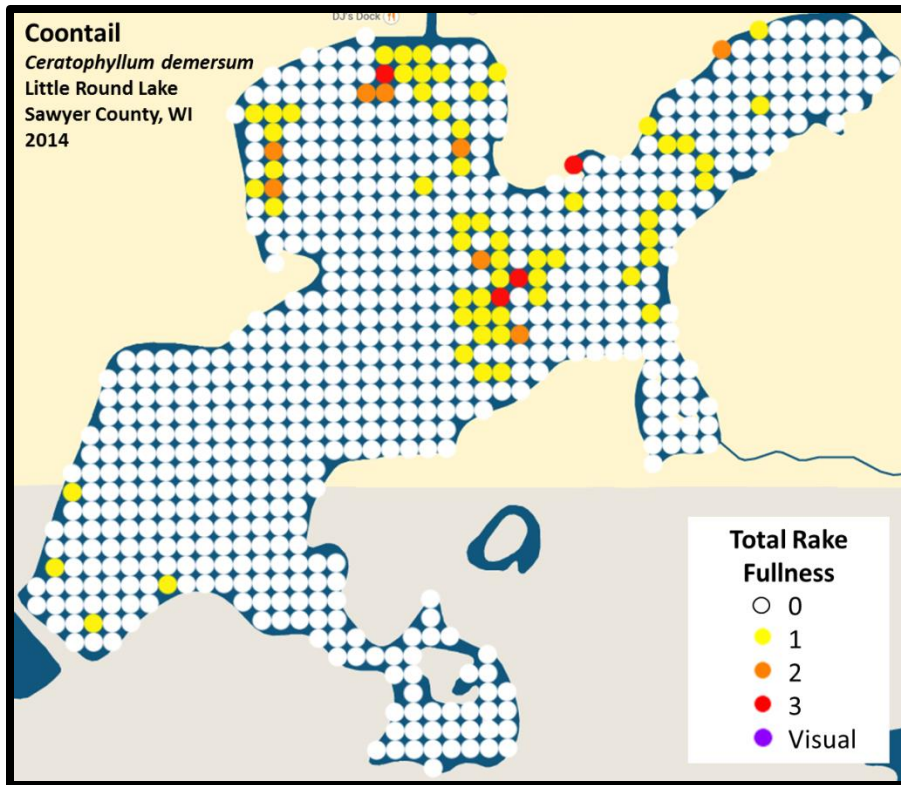 DJ's Dock
Coontail
Ceratophyllum demersum
Little Round Lake
Sawyer County, WI
2014
Total Rake
Fullness
0
1
2
3
Visual